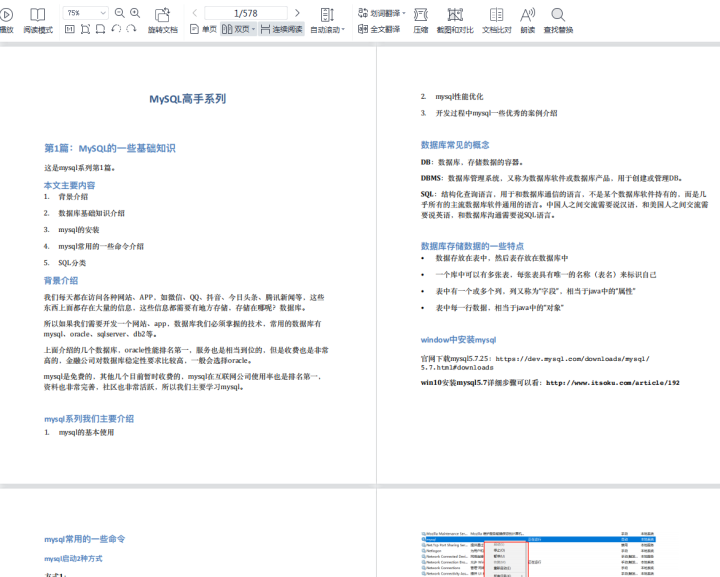 75%
1/578
划词翻译
播放
阅读模式
旋转文档
单页
双页
连续阅读
自动滚动
全文翻译
压缩
截图和对比
文档比对
朗读
查找替换
MySQL高手系列
第1篇：MySQL的一些基础知识
这是mysql系列第1篇。
本文主要内容
1. 背景介绍
2. 数据库基础知识介绍
3. mysql的安装
4. mysql常用的一些命令介绍
5. SQL分类
背景介绍
我们每天都在访问各种网站、APP，如微信、QQ、抖音、今日头条、腾讯新闻等，这些
东西上面都存在大量的信息，这些信息都需要有地方存储，存储在哪呢？数据库。
所以如果我们需要开发一个网站、app，数据库我们必须掌握的技术，常用的数据库有
mysql、oracle、sqlserver、db2等。
上面介绍的几个数据库，oracle性能排名第一，服务也是相当到位的，但是收费也是非常
高的，金融公司对数据库稳定性要求比较高，一般会选择oracle。
mysql是免费的，其他几个目前暂时收费的，mysql在互联网公司使用率也是排名第一，
资料也非常完善，社区也非常活跃，所以我们主要学习mysql。
mysql系列我们主要介绍
1. mysql的基本使用
2. mysql性能优化
3. 开发过程中mysql一些优秀的案例介绍
数据库常见的概念
DB：数据库，存储数据的容器。
DBMS：数据库管理系统，又称为数据库软件或数据库产品，用于创建或管理DB。
SQL：结构化查询语言，用于和数据库通信的语言，不是某个数据库软件持有的，而是几
乎所有的主流数据库软件通用的语言。中国人之间交流需要说汉语，和美国人之间交流需
要说英语，和数据库沟通需要说SQL语言。
数据库存储数据的一些特点
• 数据存放在表中，然后表存放在数据库中
• 一个库中可以有多张表，每张表具有唯一的名称（表名）来标识自己
• 表中有一个或多个列，列又称为“字段”，相当于java中的“属性”
• 表中每一行数据，相当于java中的“对象”
window中安装mysql
官网下载mysql5.7.25：https://dev.mysql.com/downloads/mysql/
5.7.html#downloads
win10安装mysql5.7详细步骤可以看：http://www.itsoku.com/article/192
mysql常用的一些命令
mysql启动2种方式
方式1：